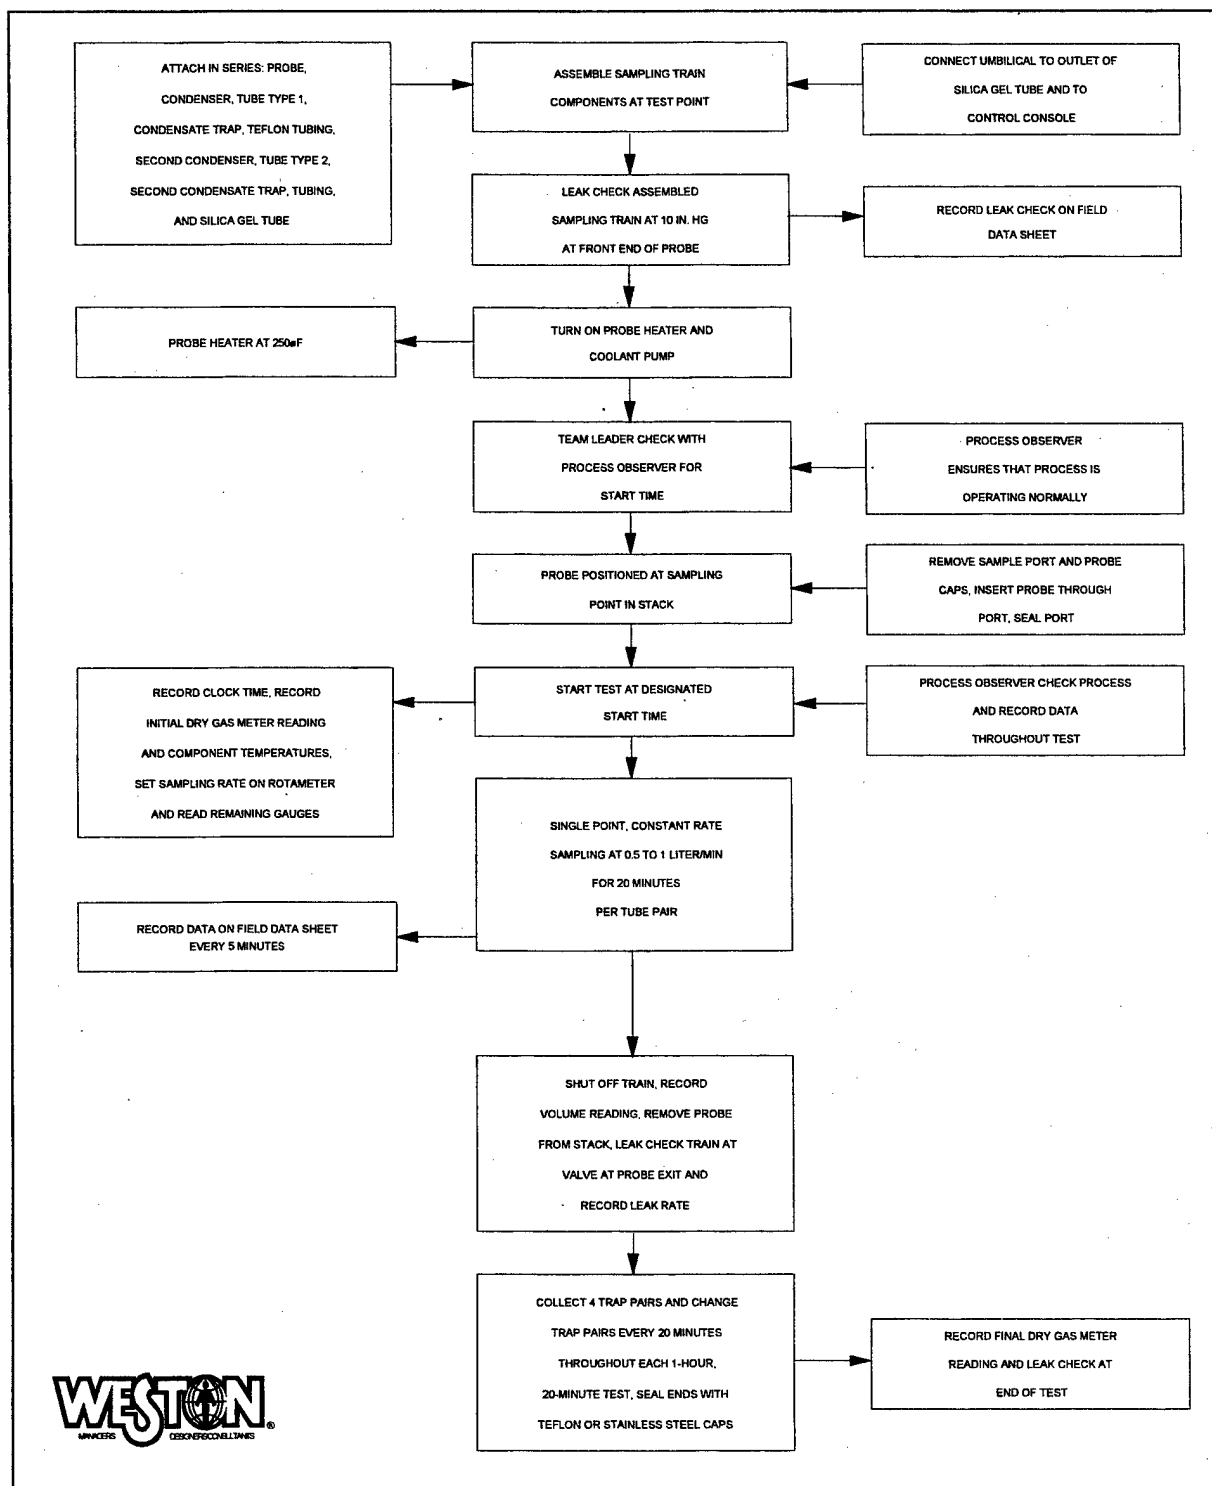 ATTACH IN SERIES: PROBE,
CONDENSER, TUBE TYPE 1,
CONDENSATE TRAP, TEFLON TUBING,
SECOND CONDENSER, TUBE TYPE 2,
SECOND CONDENSATE TRAP, TUBING,
AND SILICA GEL TUBE
ASSEMBLE SAMPLING TRAIN
COMPONENTS AT TEST POINT
CONNECT UMBILICAL TO OUTLET OF
SILICA GEL TUBE AND TO
CONTROL CONSOLE
LEAK CHECK ASSEMBLED
SAMPLING TRAIN AT 10 IN. HG
AT FRONT END OF PROBE
RECORD LEAK CHECK ON FIELD
DATA SHEET
PROBE HEATER AT 250øF
TURN ON PROBE HEATER AND
COOLANT PUMP
TEAM LEADER CHECK WITH
PROCESS OBSERVER FOR
START TIME
PROCESS OBSERVER
ENSURES THAT PROCESS IS
OPERATING NORMALLY
PROBE POSITIONED AT SAMPLING
POINT IN STACK
REMOVE SAMPLE PORT AND PROBE
CAPS, INSERT PROBE THROUGH
PORT, SEAL PORT
RECORD CLOCK TIME, RECORD
INITIAL DRY GAS METER READING
AND COMPONENT TEMPERATURES,
SET SAMPLING RATE ON ROTAMETER
AND READ REMAINING GAUGES
START TEST AT DESIGNATED
START TIME
PROCESS OBSERVER CHECK PROCESS
AND RECORD DATA
THROUGHOUT TEST
SINGLE POINT, CONSTANT RATE
SAMPLING AT 0.5 TO 1 LITER/MIN
FOR 20 MINUTES
PER TUBE PAIR
RECORD DATA ON FIELD DATA SHEET
EVERY 5 MINUTES
SHUT OFF TRAIN, RECORD
VOLUME READING, REMOVE PROBE
FROM STACK, LEAK CHECK TRAIN AT
VALVE AT PROBE EXIT AND
RECORD LEAK RATE
COLLECT 4 TRAP PAIRS AND CHANGE
TRAP PAIRS EVERY 20 MINUTES
THROUGHOUT EACH 1-HOUR,
20-MINUTE TEST, SEAL ENDS WITH
TEFLON OR STAINLESS STEEL CAPS
RECORD FINAL DRY GAS METER
READING AND LEAK CHECK AT
END OF TEST
WESTON®
MANAGERS